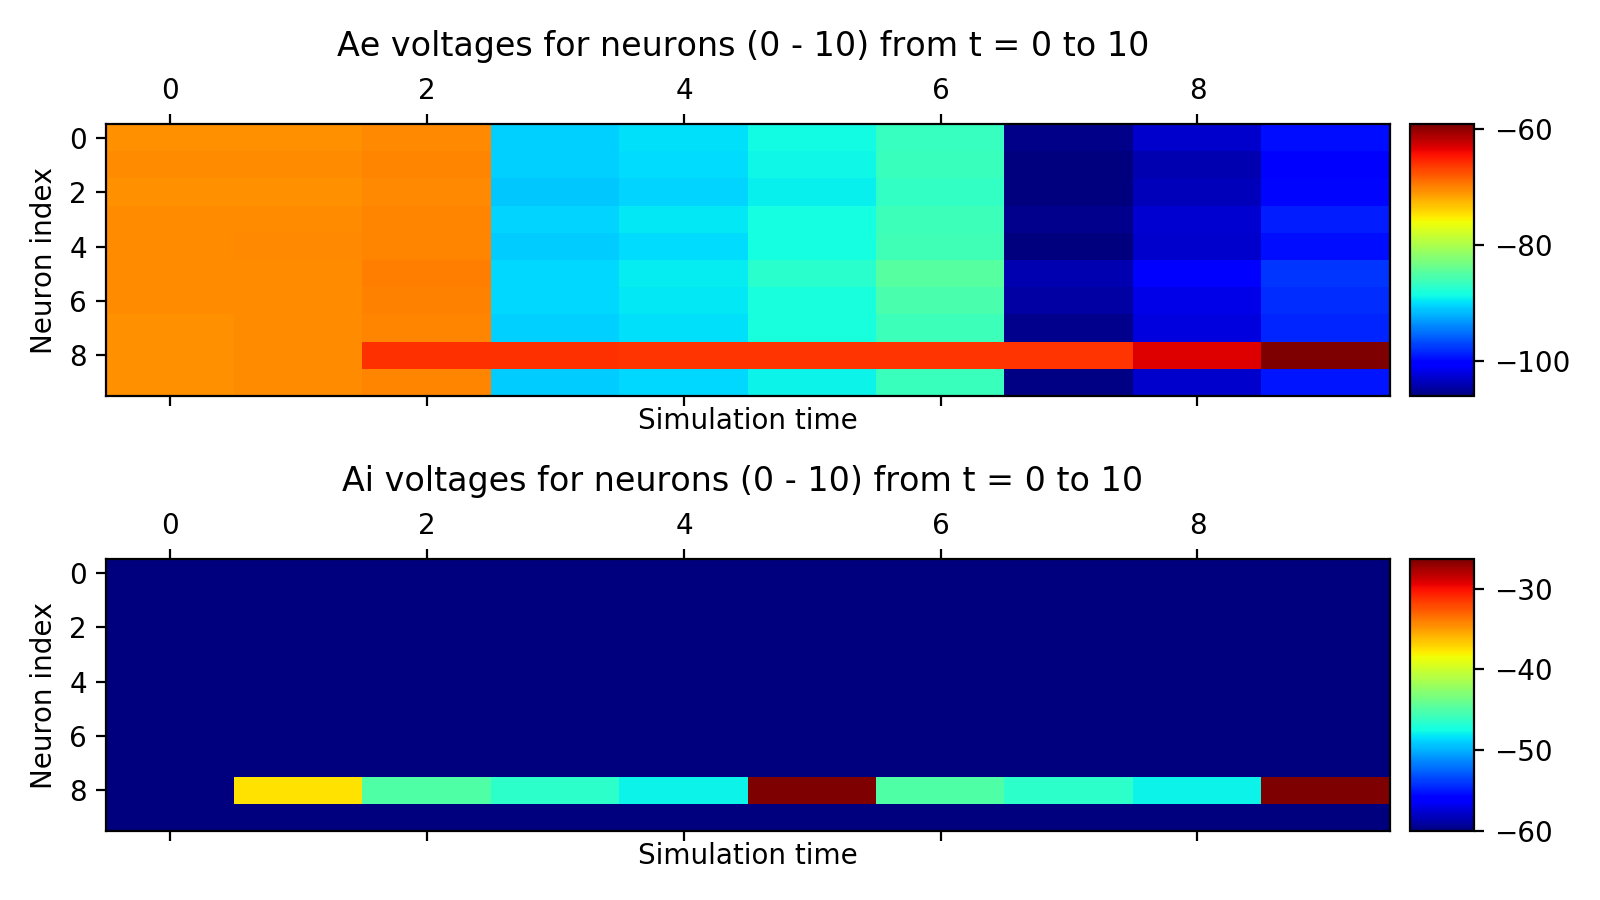 Ae voltages for neurons (0 - 10) from t = 0 to 10
0 2 4 6 8
Neuron index
0
2
4
6
8
−60
−80
−100
Simulation time
Ai voltages for neurons (0 - 10) from t = 0 to 10
0 2 4 6 8
Neuron index
0
2
4
6
8
−30
−40
−50
−60
Simulation time